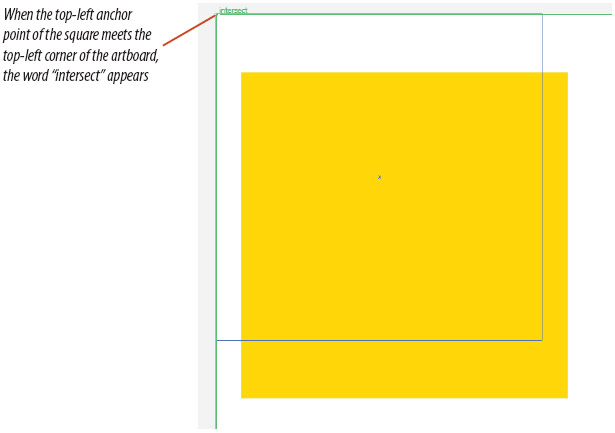 When the top-left anchor
point of the square meets the
top-left corner of the artboard,
the word “intersect” appears
intersect